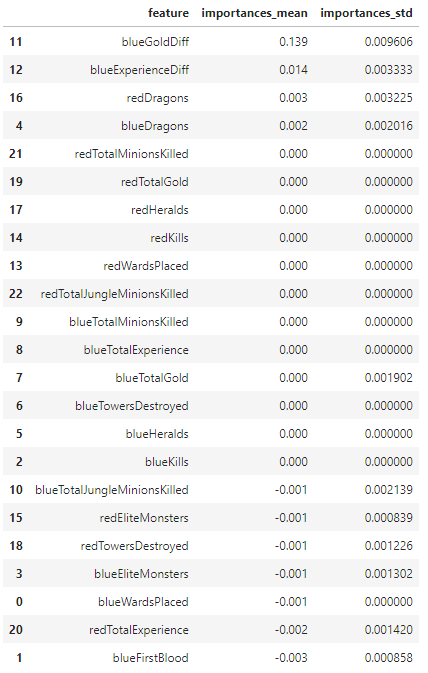 feature importances_mean importances_std
11 blueGoldDiff 0.139 0.009606
12 blueExperienceDiff 0.014 0.003333
16 redDragons 0.003 0.003225
4 blueDragons 0.002 0.002016
21 redTotalMinionsKilled 0.000 0.000000
19 redTotalGold 0.000 0.000000
17 redHeralds 0.000 0.000000
14 redKills 0.000 0.000000
13 redWardsPlaced 0.000 0.000000
22 redTotalJungleMinionsKilled 0.000 0.000000
9 blueTotalMinionsKilled 0.000 0.000000
8 blueTotalExperience 0.000 0.000000
7 blueTotalGold 0.000 0.001902
6 blueTowersDestroyed 0.000 0.000000
5 blueHeralds 0.000 0.000000
2 blueKills 0.000 0.000000
10 blueTotalJungleMinionsKilled -0.001 0.002139
15 redEliteMonsters -0.001 0.000839
18 redTowersDestroyed -0.001 0.001226
3 blueEliteMonsters -0.001 0.001302
0 blueWardsPlaced -0.001 0.000000
20 redTotalExperience -0.002 0.001420
1 blueFirstBlood -0.003 0.000858